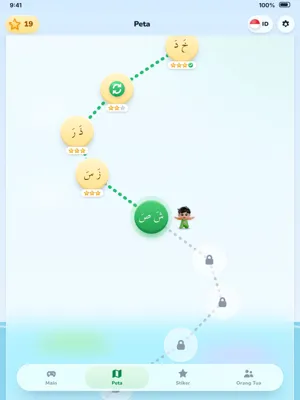 9:41
100%
19
Peta
ID
خَ دَ
ذَ رَ
زَ سَ
شَ صَ
Main
Peta
Stiker
Orang Tua